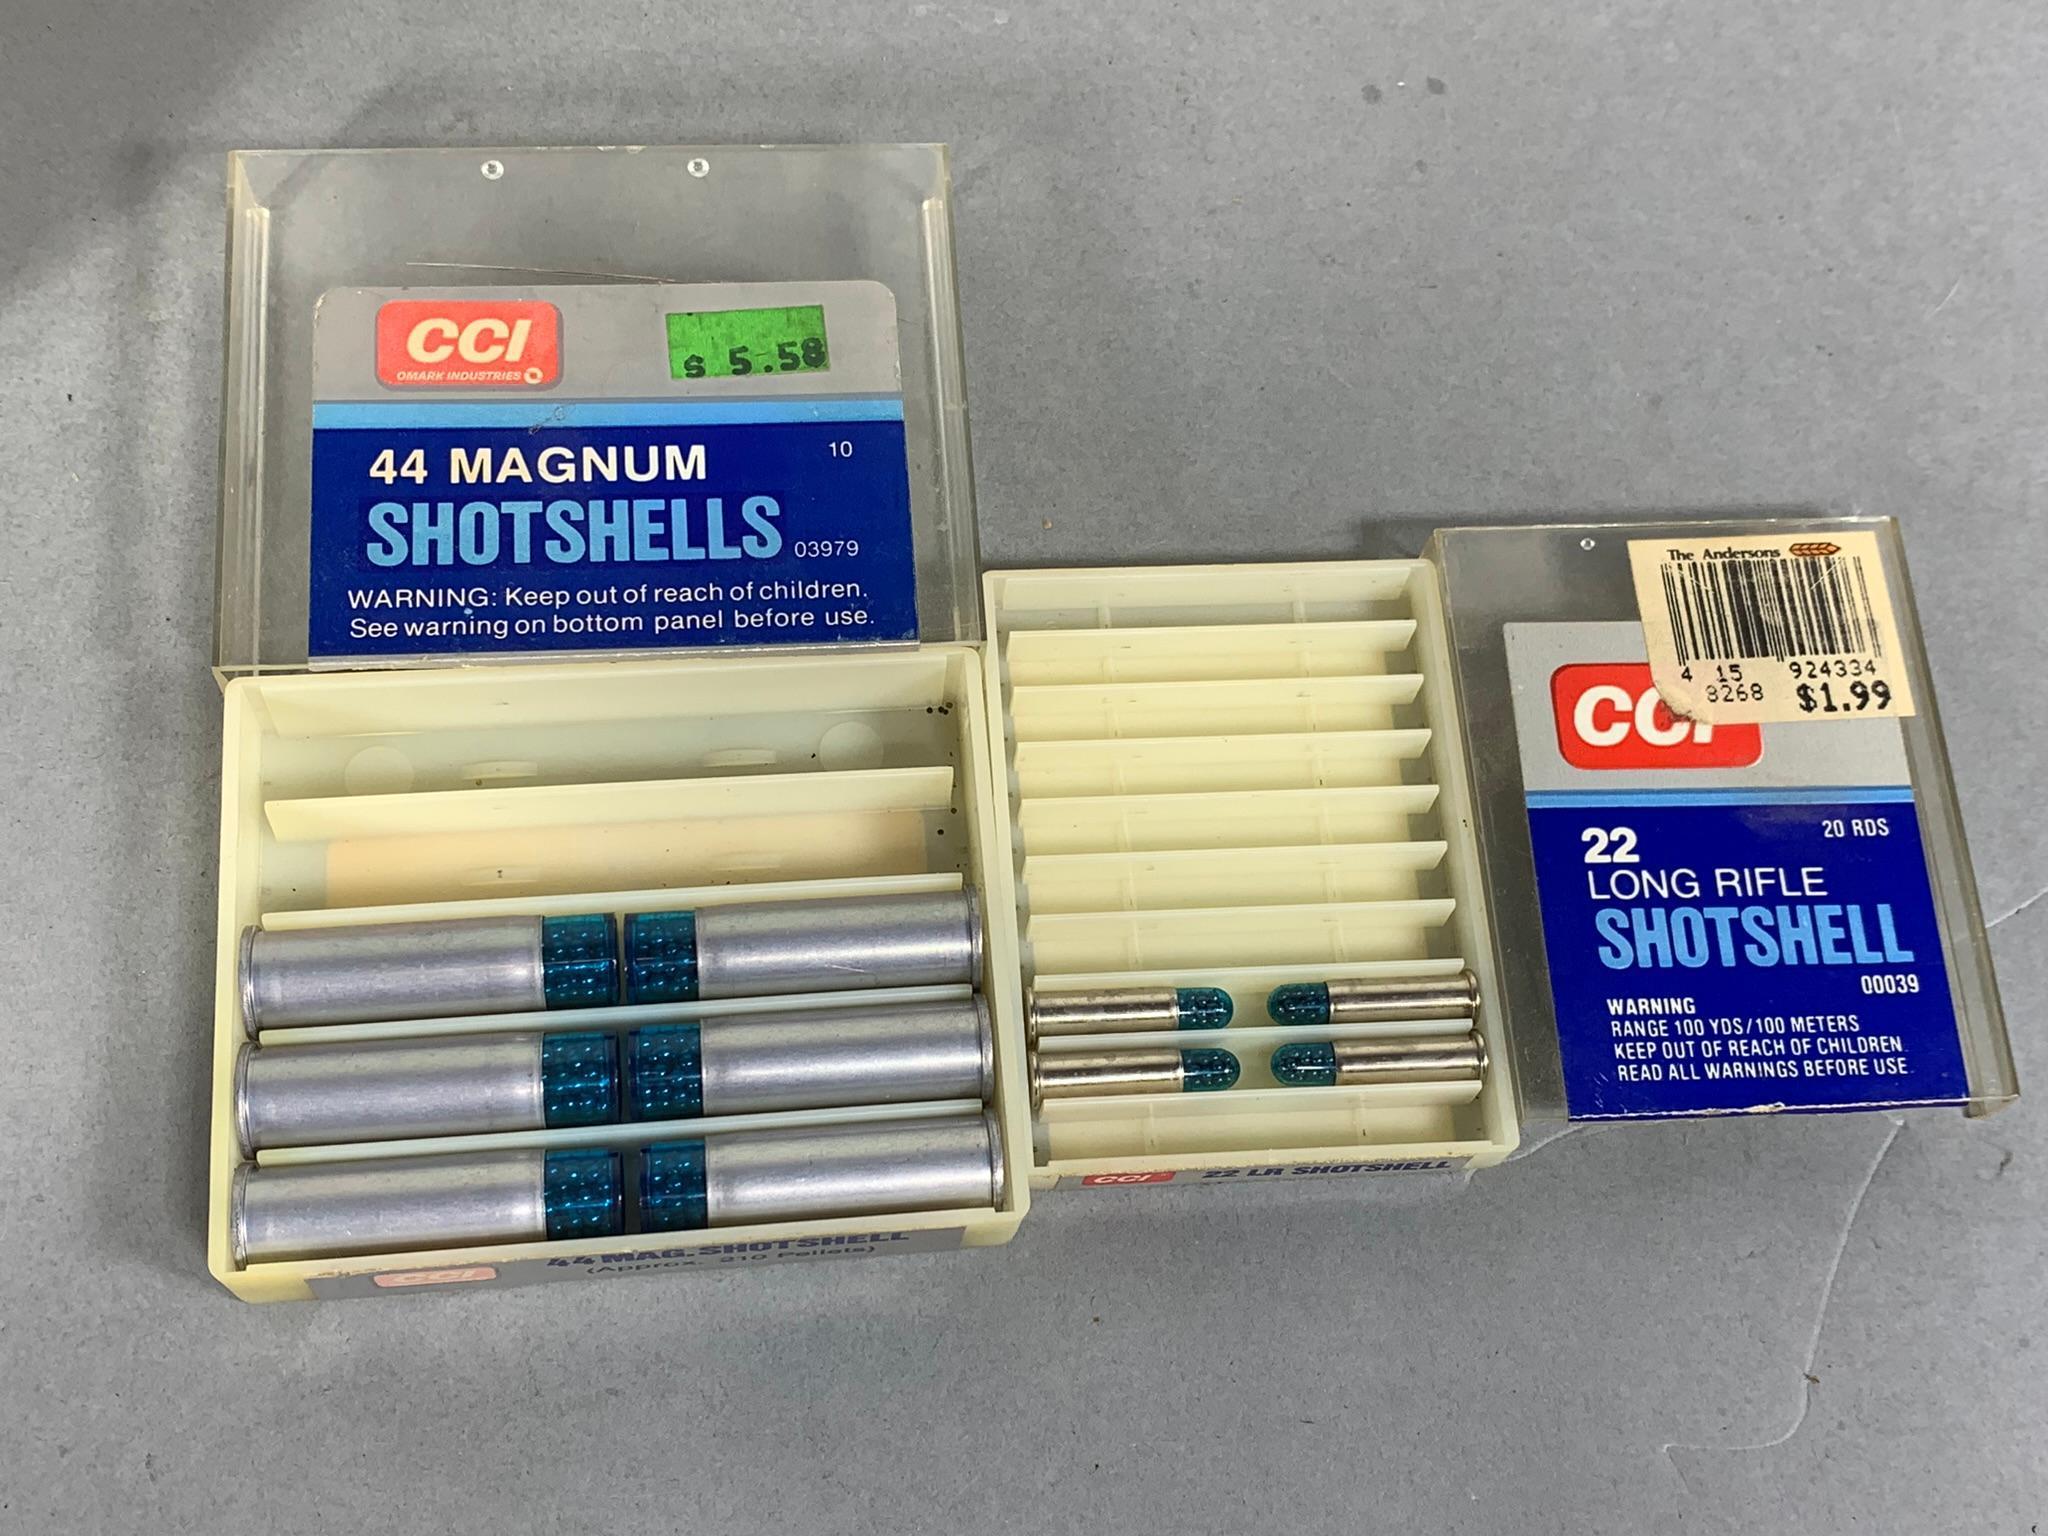 CCI
OMARK INDUSTRIES
$ 5.58
44 MAGNUM 10
SHOTSHELLS 03979
WARNING: Keep out of reach of children.
See warning on bottom panel before use.
CCI
44 MAG. SHOTSHELL
(Approx. 210 Pellets)
The Andersons
4 15 924334
8268 $1.99
CCI
22 20 RDS
LONG RIFLE
SHOTSHELL
00039
WARNING
RANGE 100 YDS/100 METERS
KEEP OUT OF REACH OF CHILDREN.
READ ALL WARNINGS BEFORE USE.
CCI 22 LR SHOTSHELL